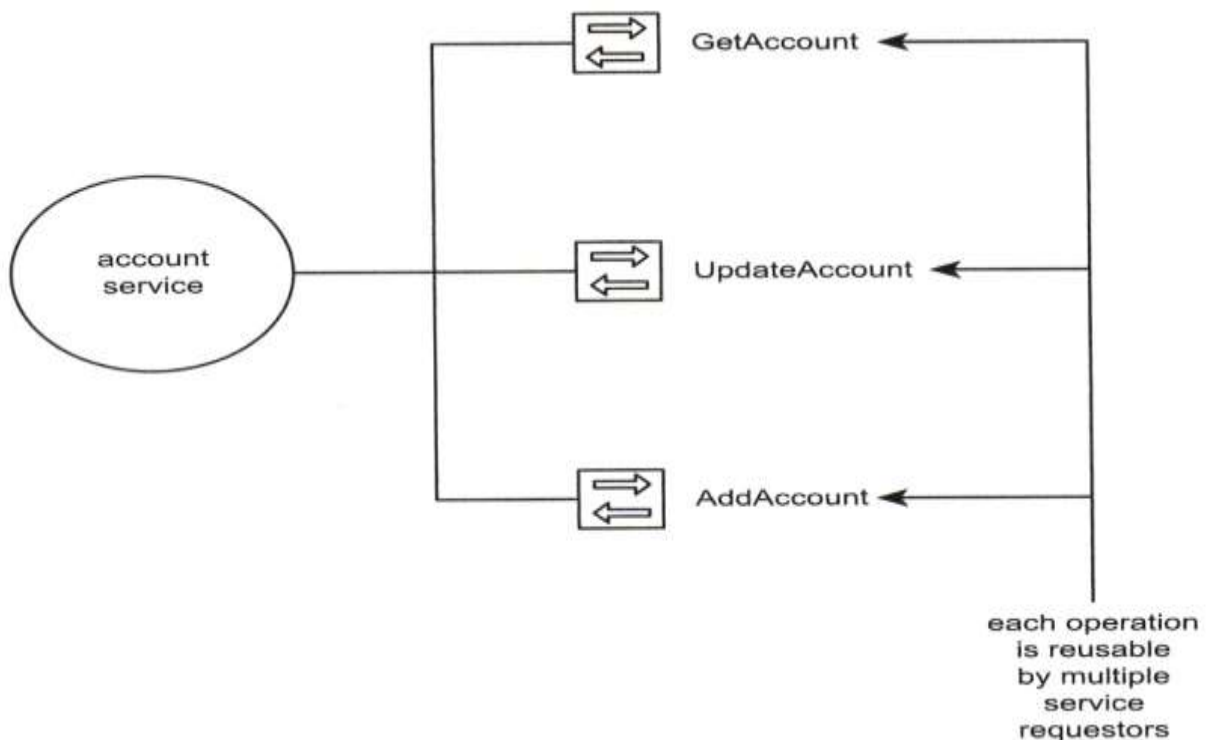 GetAccount
account
service
UpdateAccount
AddAccount
each operation
is reusable
by multiple
service
requestors